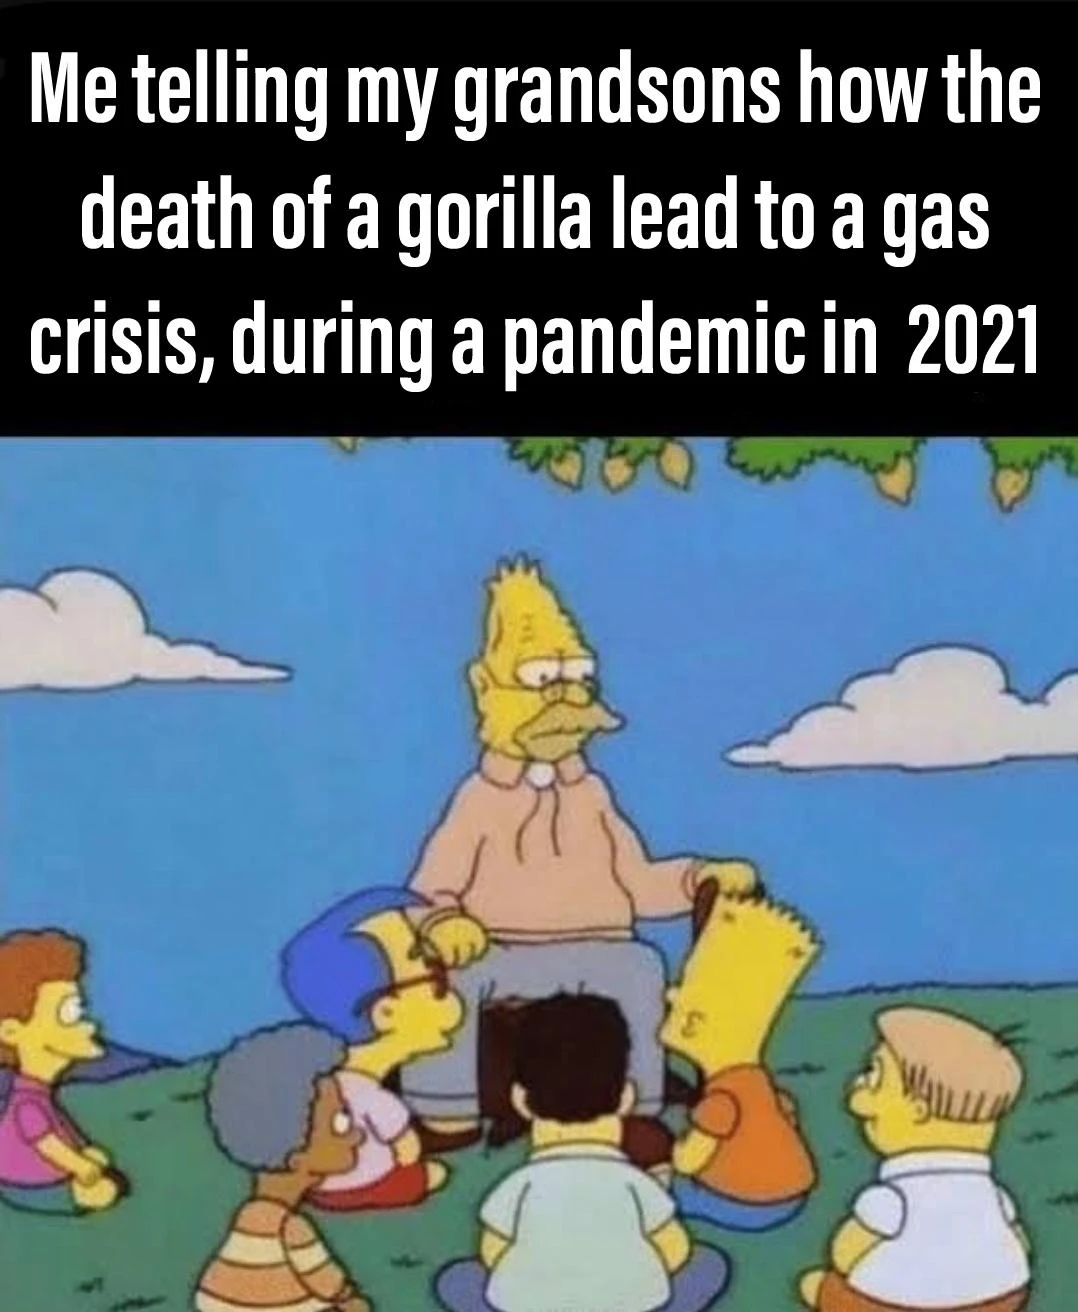 Me telling my grandsons how the
death of a gorilla lead to a gas
crisis, during a pandemic in 2021